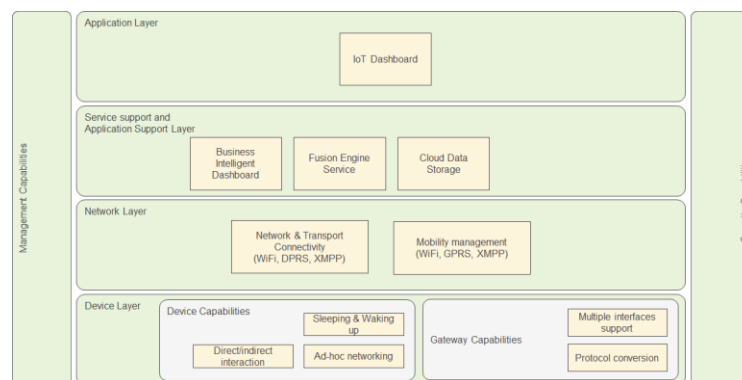 Application Layer
IoT Dashboard
Service support and
Application Support Layer
Business
Intelligent
Dashboard
Fusion Engine
Service
Cloud Data
Storage
Management Capabilities
Network Layer
Network & Transport
Connectivity
(WiFi, DPRS, XMPP)
Mobility management
(WiFi, GPRS, XMPP)
Device Layer
Device Capabilities
Sleeping & Waking
up
Direct/indirect
interaction
Ad-hoc networking
Gateway Capabilities
Multiple interfaces
support
Protocol conversion